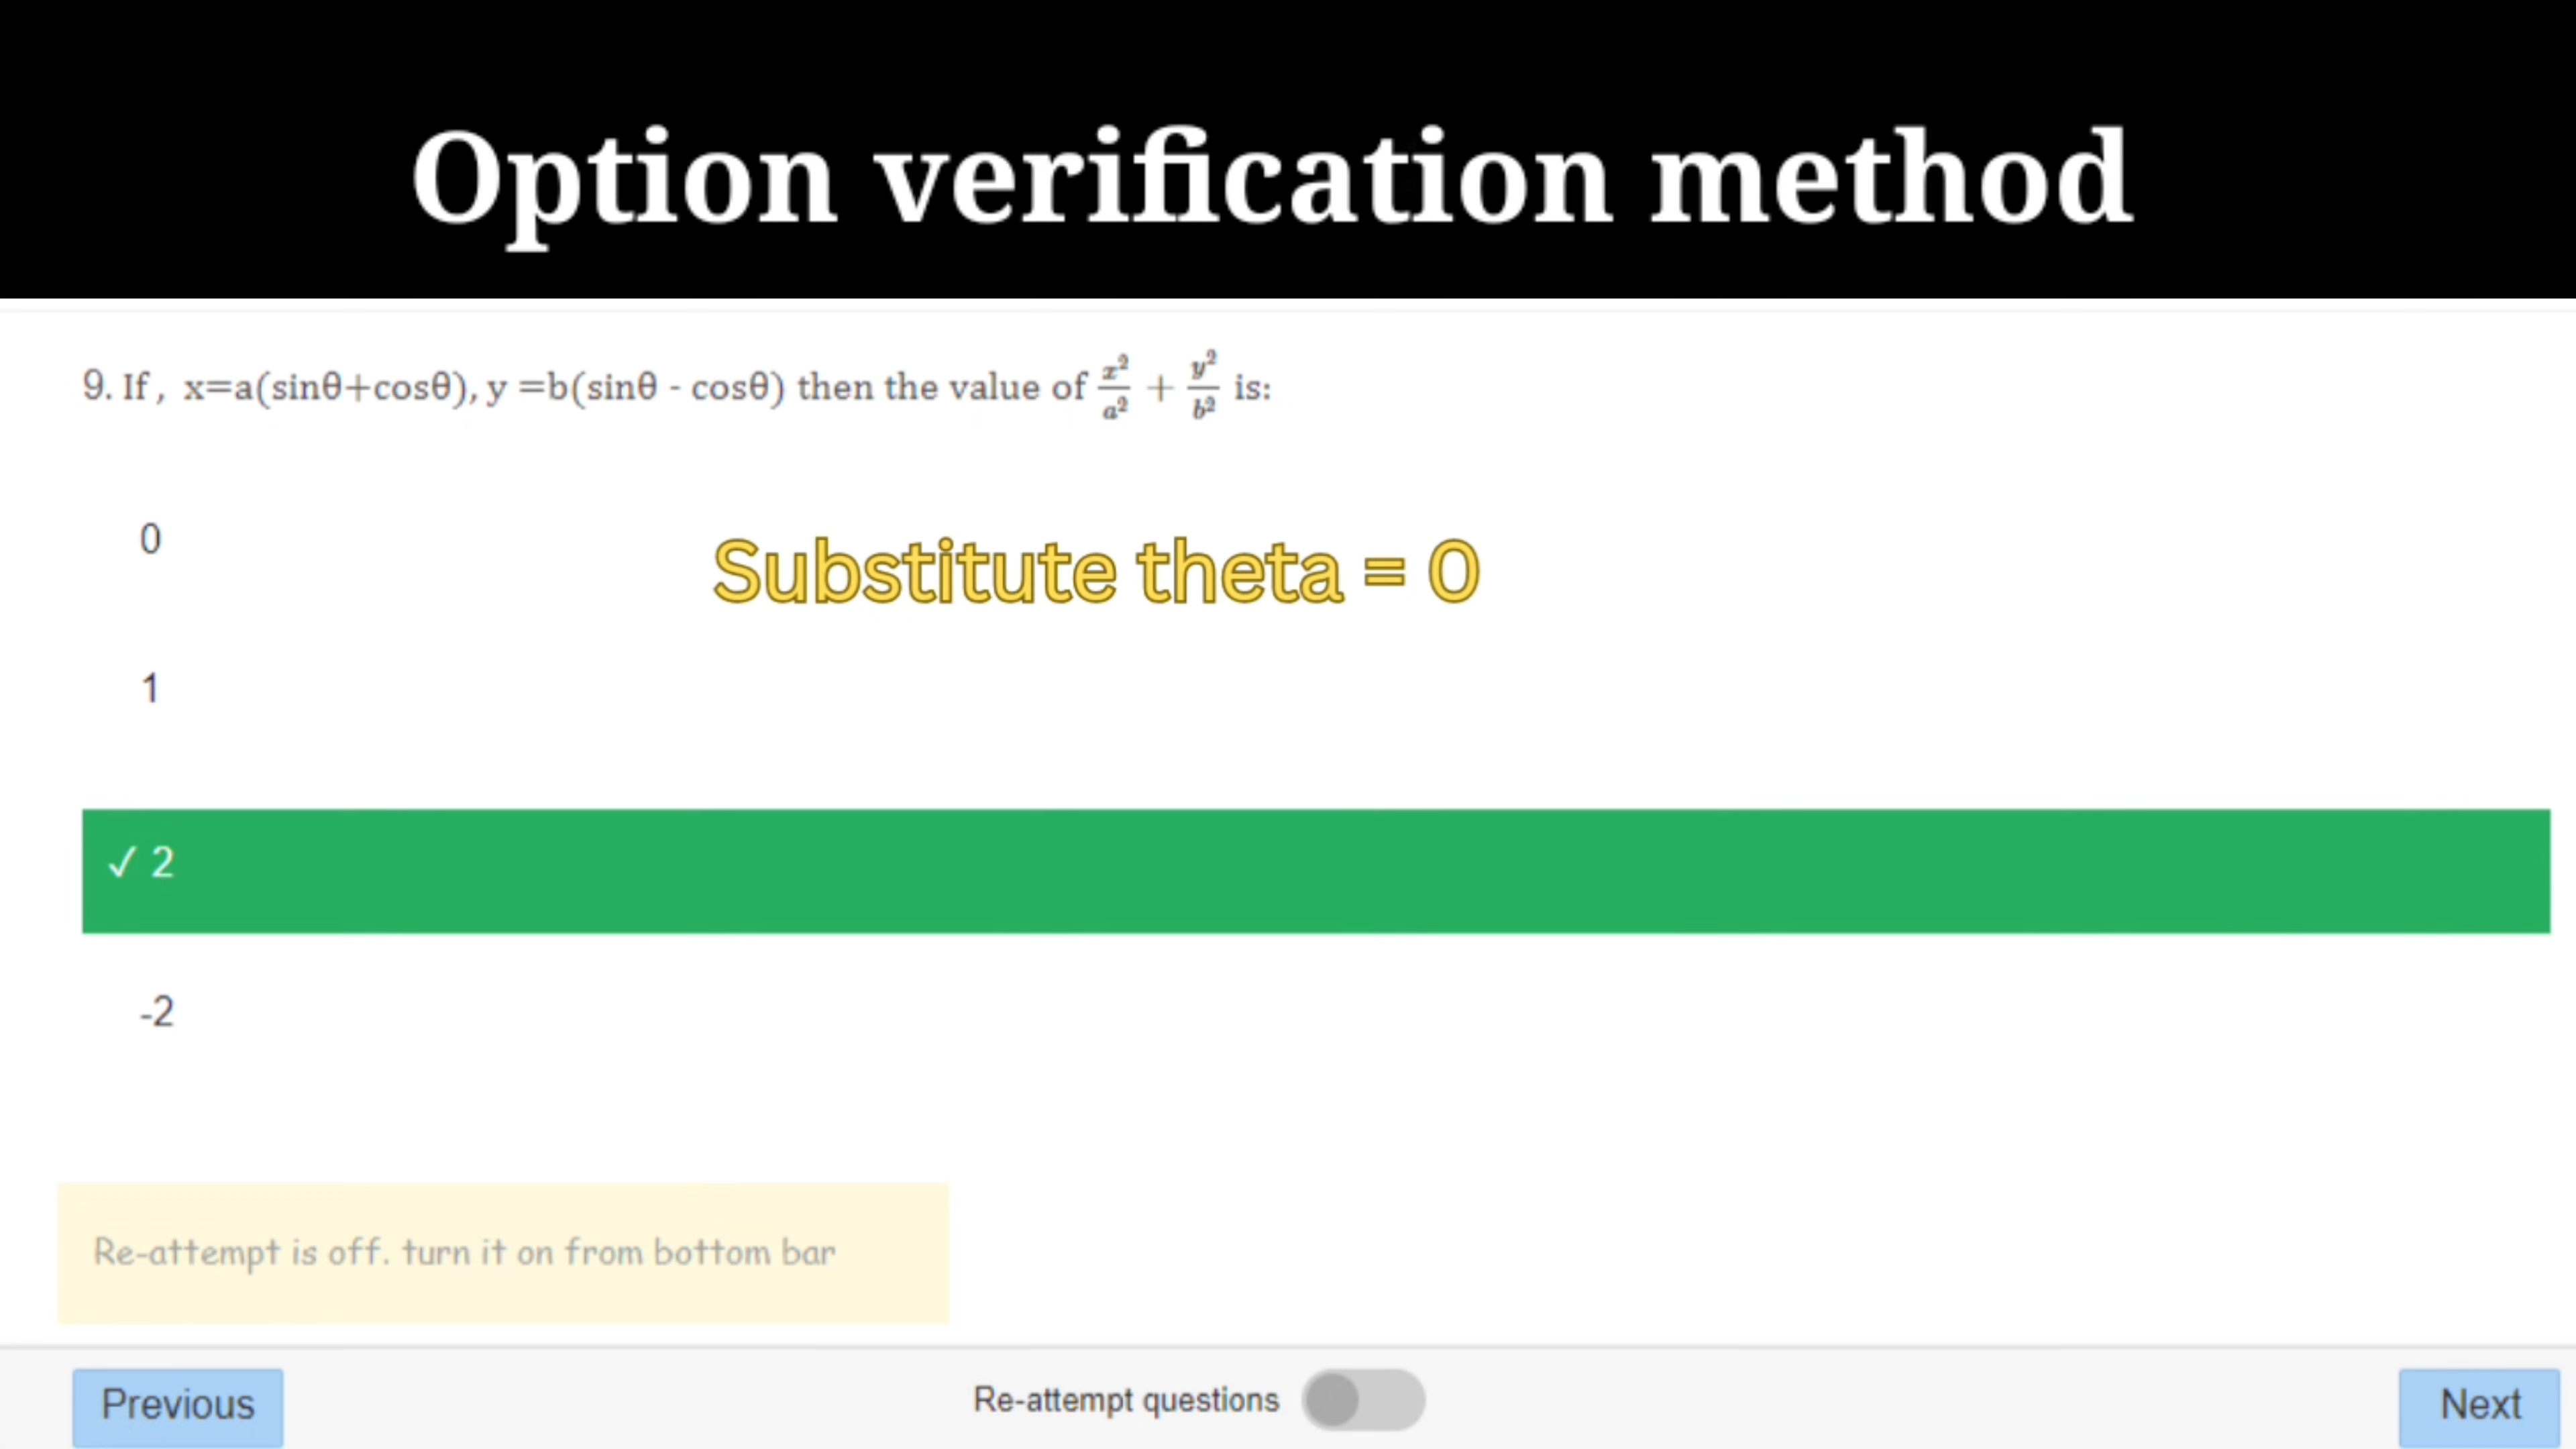 Option verification method
9. If , x=a(sinθ+cosθ), y =b(sinθ - cosθ) then the value of x²/a² + y²/b² is:
0
Substitute theta = 0
1
✓ 2
-2
Re-attempt is off. turn it on from bottom bar
Previous
Re-attempt questions
Next